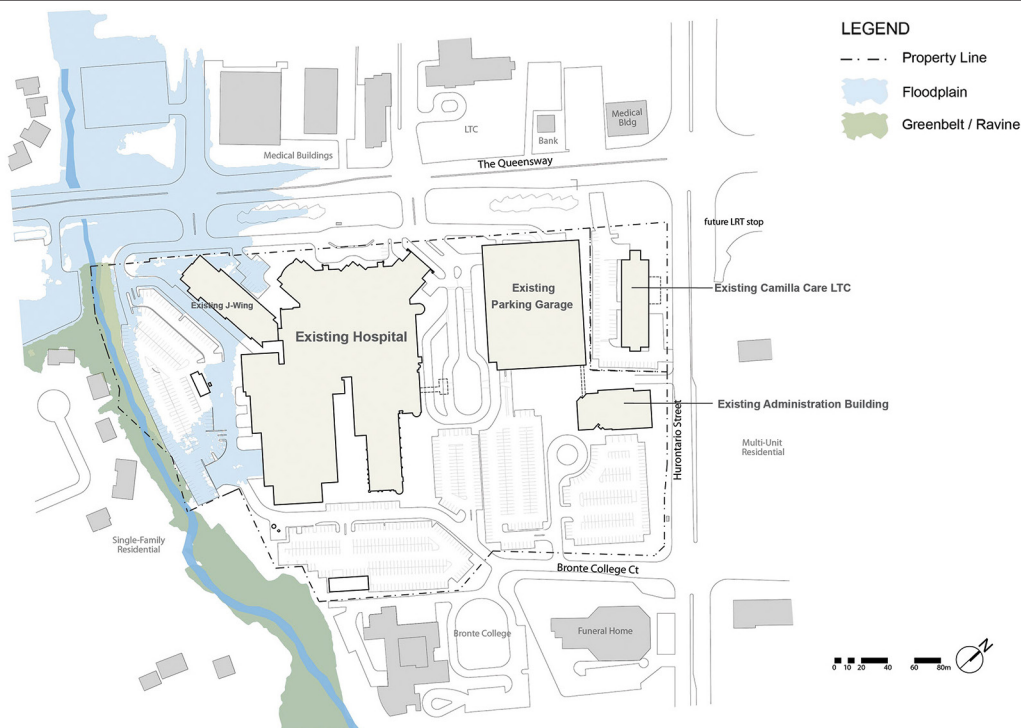 LEGEND
Property Line
Floodplain
Greenbelt / Ravine
LTC
Bank
Medical
Bldg
Medical Buildings
The Queensway
future LRT stop
Existing J-Wing
Existing Hospital
Existing
Parking Garage
Existing Camilla Care LTC
Existing Administration Building
Hurontario Street
Multi-Unit
Residential
Single-Family
Residential
Bronte College Ct
Bronte College
Funeral Home
0 10 20 40 60 80m
N